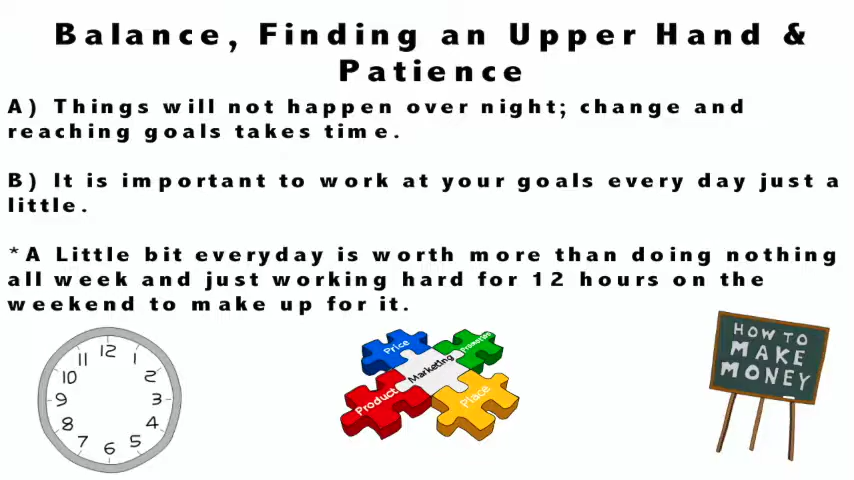 Balance, Finding an Upper Hand &
Patience
A) Things will not happen over night; change and
reaching goals takes time.
B) It is important to work at your goals every day just a
little.
*A Little bit everyday is worth more than doing nothing
all week and just working hard for 12 hours on the
weekend to make up for it.
12
11
1
10
2
9
3
8
4
7
5
6
Price
Promotion
Marketing
Product
Place
HOW TO
MAKE
MONEY